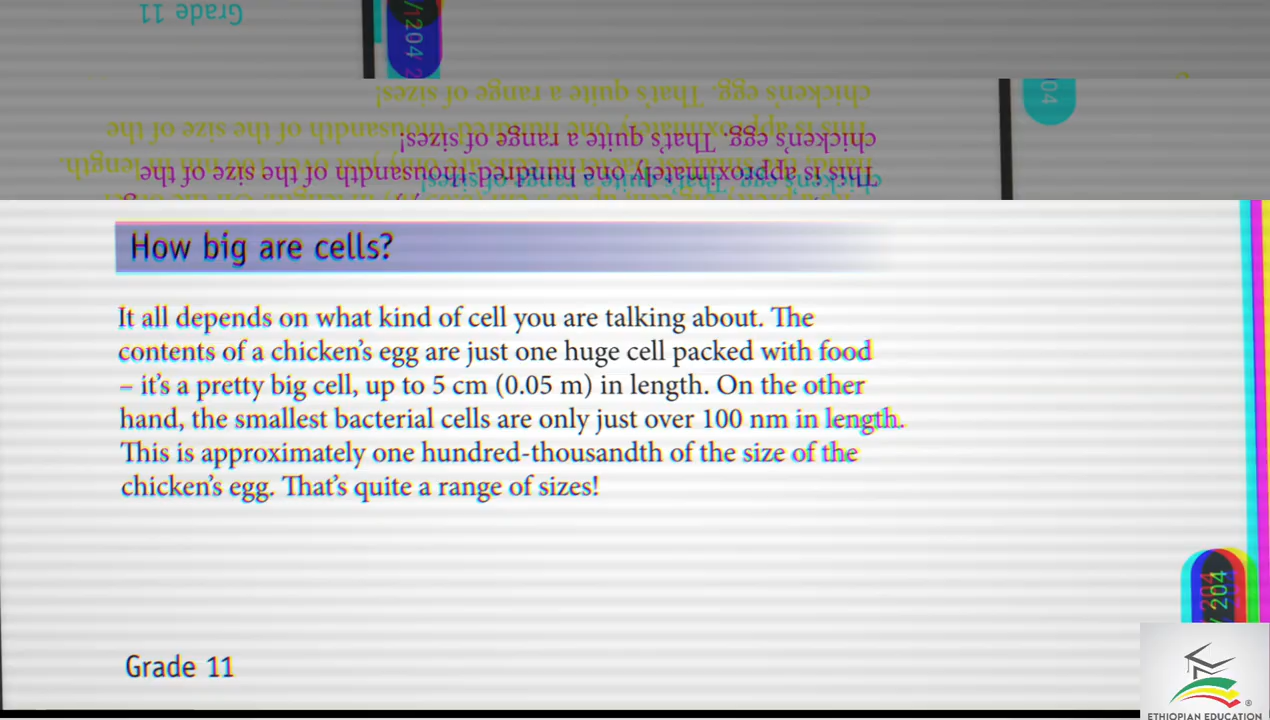 How big are cells?
It all depends on what kind of cell you are talking about. The
contents of a chicken's egg are just one huge cell packed with food
– it's a pretty big cell, up to 5 cm (0.05 m) in length. On the other
hand, the smallest bacterial cells are only just over 100 nm in length.
This is approximately one hundred-thousandth of the size of the
chicken's egg. That's quite a range of sizes!
204
Grade 11
ETHIOPIAN EDUCATION